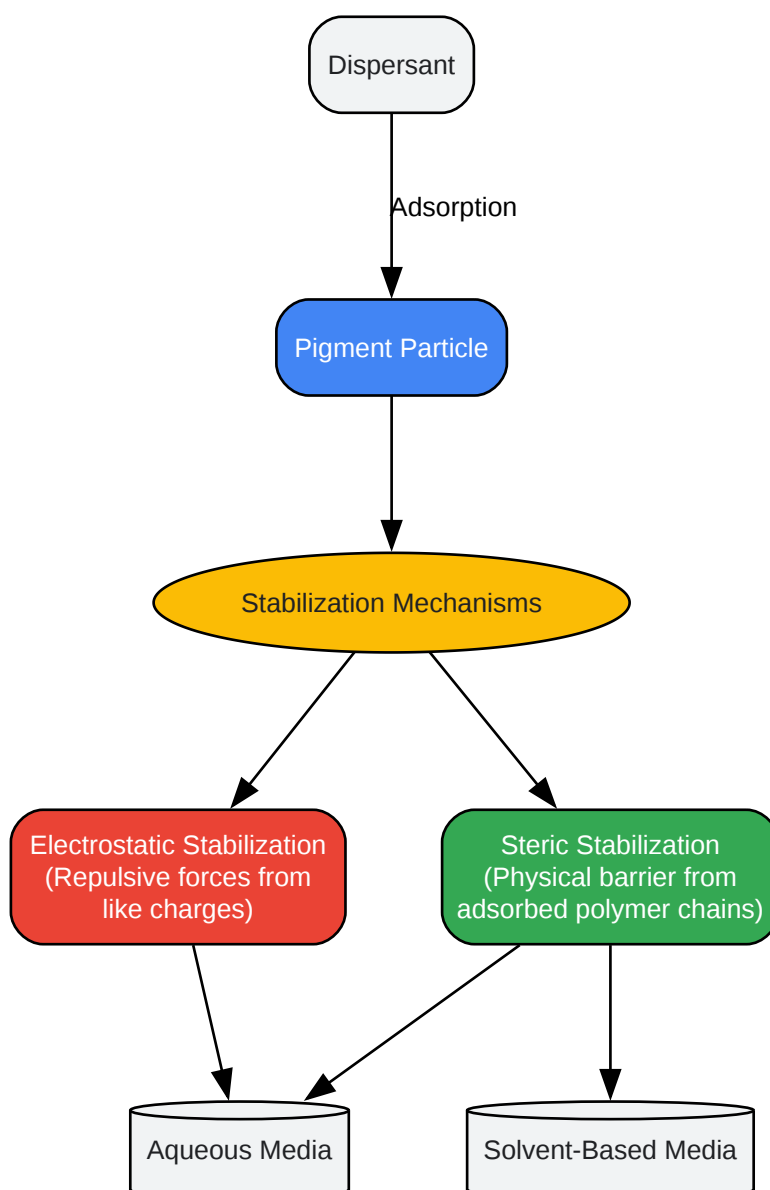 Dispersant
Adsorption
Pigment Particle
Stabilization Mechanisms
Electrostatic Stabilization
(Repulsive forces from
like charges)
Steric Stabilization
(Physical barrier from
adsorbed polymer chains)
Aqueous Media
Solvent-Based Media